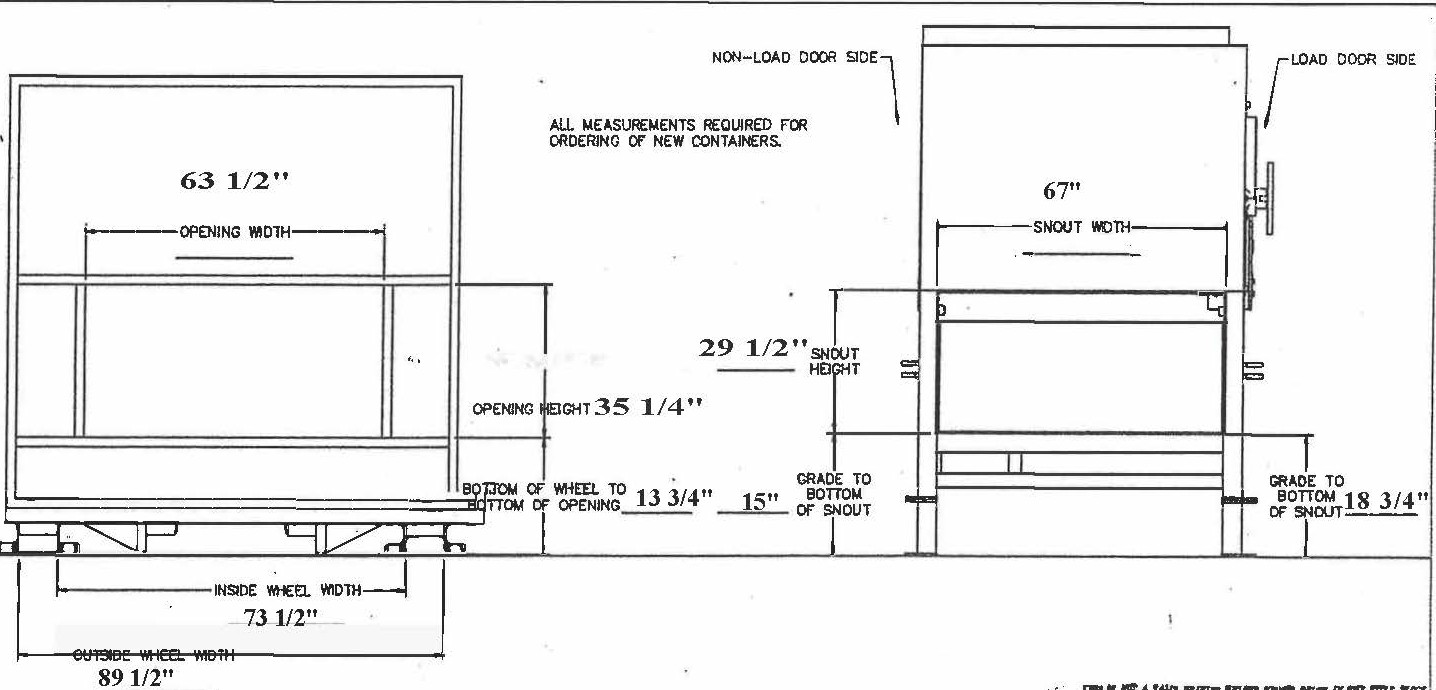 NON-LOAD DOOR SIDE
LOAD DOOR SIDE
ALL MEASUREMENTS REQUIRED FOR
ORDERING OF NEW CONTAINERS.
63 1/2"
OPENING WIDTH
67"
SNOUT WIDTH
29 1/2" SNOUT
HEIGHT
OPENING HEIGHT 35 1/4"
BOTTOM OF WHEEL TO
BOTTOM OF OPENING 13 3/4"
15" GRADE TO
BOTTOM
OF SNOUT
GRADE TO
BOTTOM
OF SNOUT 18 3/4"
INSIDE WHEEL WIDTH
73 1/2"
OUTSIDE WHEEL WIDTH
89 1/2"